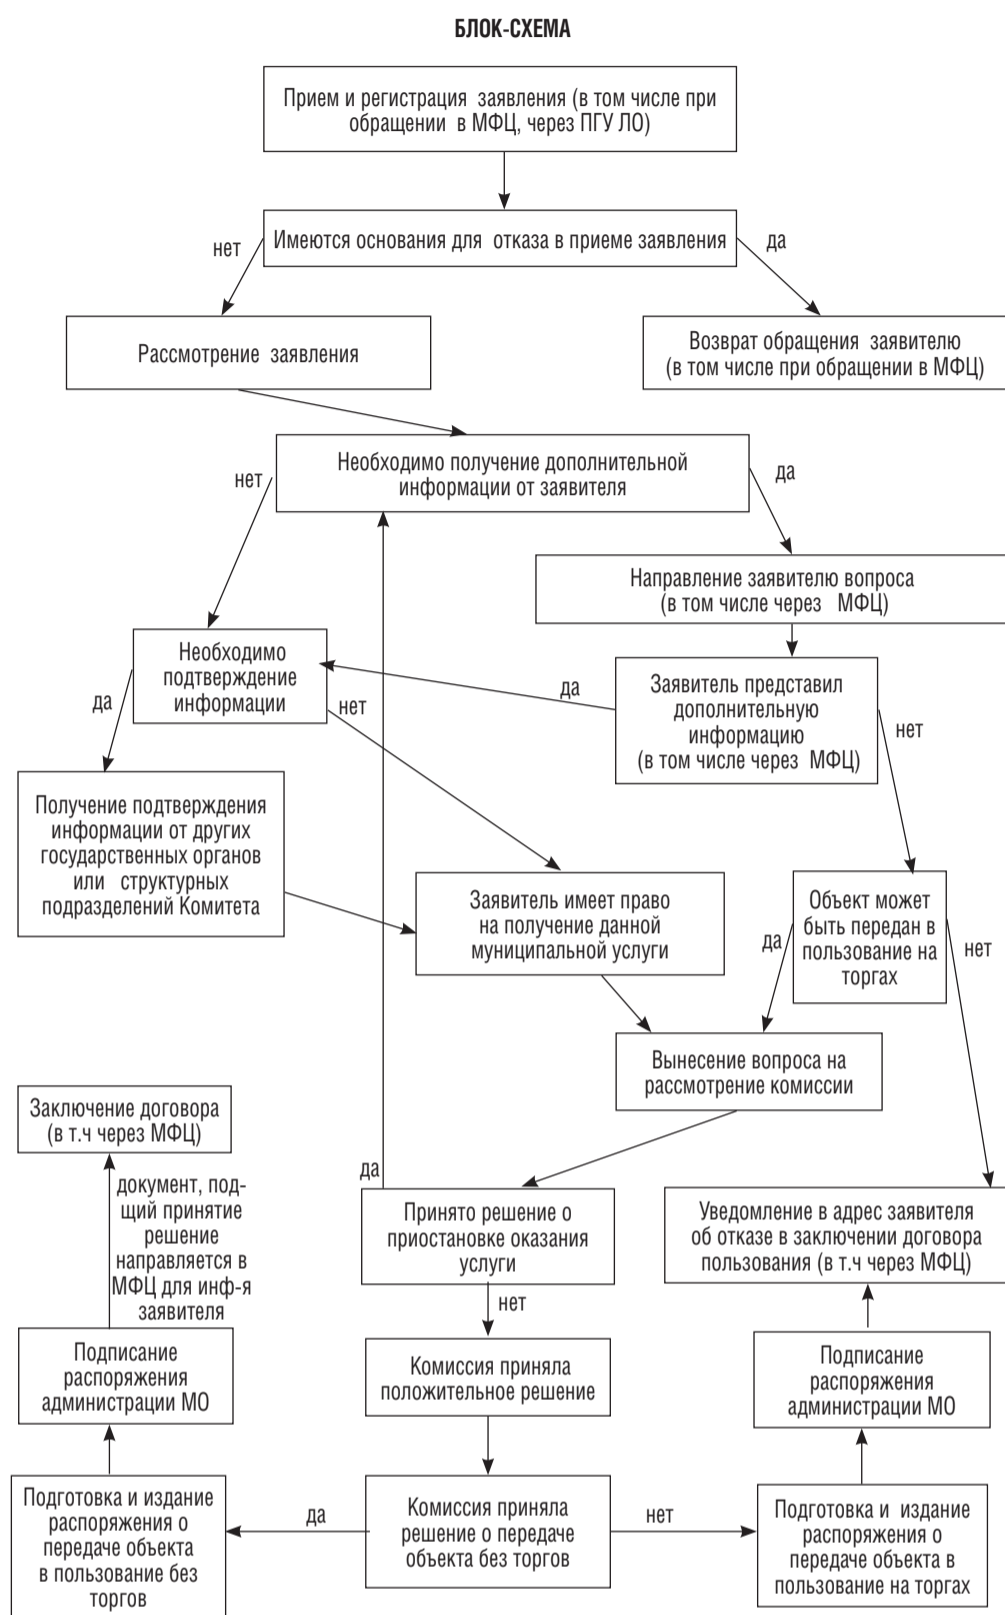 БЛОК-СХЕМА
Прием и регистрация заявления (в том числе при
обращении в МФЦ, через ПГУ ЛО)
Имеются основания для отказа в приеме заявления
нет
да
Рассмотрение заявления
Возврат обращения заявителю
(в том числе при обращении в МФЦ)
Необходимо получение дополнительной
информации от заявителя
нет
да
Направление заявителю вопроса
(в том числе через МФЦ)
Необходимо
подтверждение
информации
да
Заявитель представил
дополнительную
информацию
(в том числе через МФЦ)
да
нет
нет
Получение подтверждения
информации от других
государственных органов
или структурных
подразделений Комитета
Заявитель имеет право
на получение данной
муниципальной услуги
Объект может
быть передан в
пользование на
торгах
да
нет
Вынесение вопроса на
рассмотрение комиссии
Заключение договора
(в т.ч через МФЦ)
да
документ, под-
щий принятие
решение
направляется в
МФЦ для инф-я
заявителя
Принято решение о
приостановке оказания
услуги
Уведомление в адрес заявителя
об отказе в заключении договора
пользования (в т.ч через МФЦ)
нет
Подписание
распоряжения
администрации МО
Комиссия приняла
положительное решение
Подписание
распоряжения
администрации МО
Подготовка и издание
распоряжения о
передаче объекта
в пользование без
торгов
да
Комиссия приняла
решение о передаче
объекта без торгов
нет
Подготовка и издание
распоряжения о
передаче объекта в
пользование на торгах